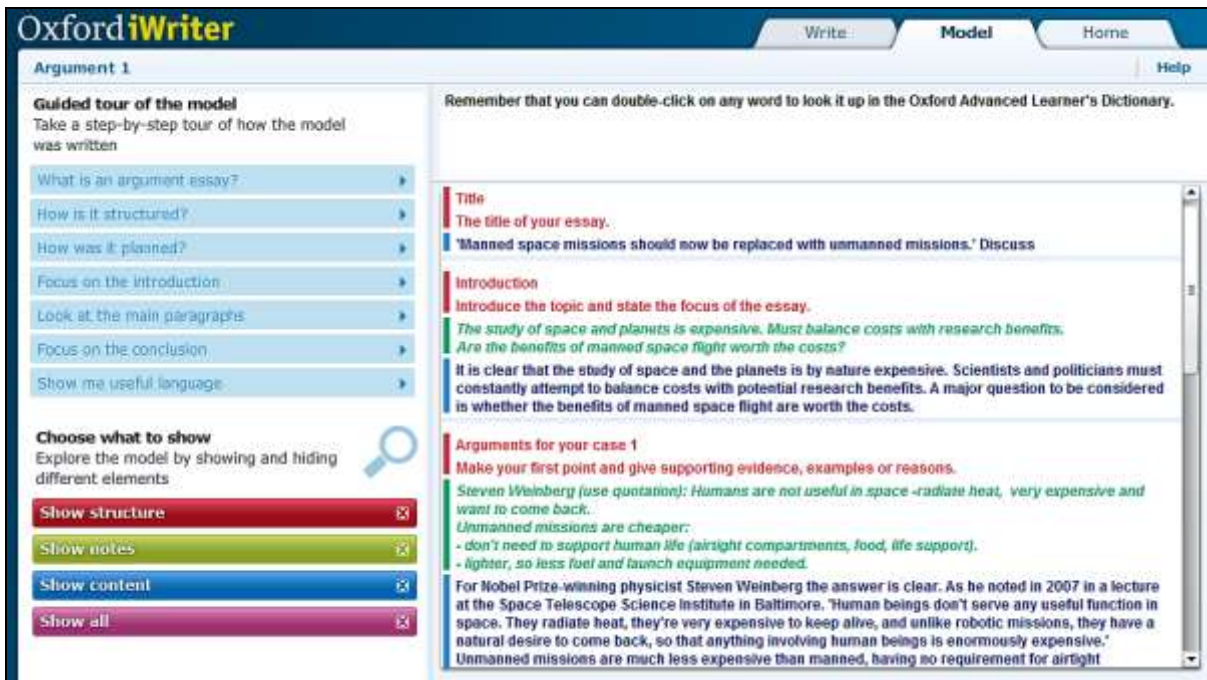 Oxford iWriter
Write
Model
Home
Argument 1
Help
Guided tour of the model
Take a step-by-step tour of how the model
was written
What is an argument essay?
How is it structured?
How was it planned?
Focus on the introduction
Look at the main paragraphs
Focus on the conclusion
Show me useful language
Choose what to show
Explore the model by showing and hiding
different elements
Show structure
Show notes
Show content
Show all
Remember that you can double-click on any word to look it up in the Oxford Advanced Learner's Dictionary.
Title
The title of your essay.
'Manned space missions should now be replaced with unmanned missions.' Discuss
Introduction
Introduce the topic and state the focus of the essay.
The study of space and planets is expensive. Must balance costs with research benefits.
Are the benefits of manned space flight worth the costs?
It is clear that the study of space and the planets is by nature expensive. Scientists and politicians must
constantly attempt to balance costs with potential research benefits. A major question to be considered
is whether the benefits of manned space flight are worth the costs.
Arguments for your case 1
Make your first point and give supporting evidence, examples or reasons.
Steven Weinberg (use quotation): Humans are not useful in space -radiate heat, very expensive and
want to come back.
Unmanned missions are cheaper:
- don't need to support human life (airtight compartments, food, life support).
- lighter, so less fuel and launch equipment needed.
For Nobel Prize-winning physicist Steven Weinberg the answer is clear. As he noted in 2007 in a lecture
at the Space Telescope Science Institute in Baltimore. 'Human beings don't serve any useful function in
space. They radiate heat, they're very expensive to keep alive, and unlike robotic missions, they have a
natural desire to come back, so that anything involving human beings is enormously expensive.'
Unmanned missions are much less expensive than manned, having no requirement for airtight